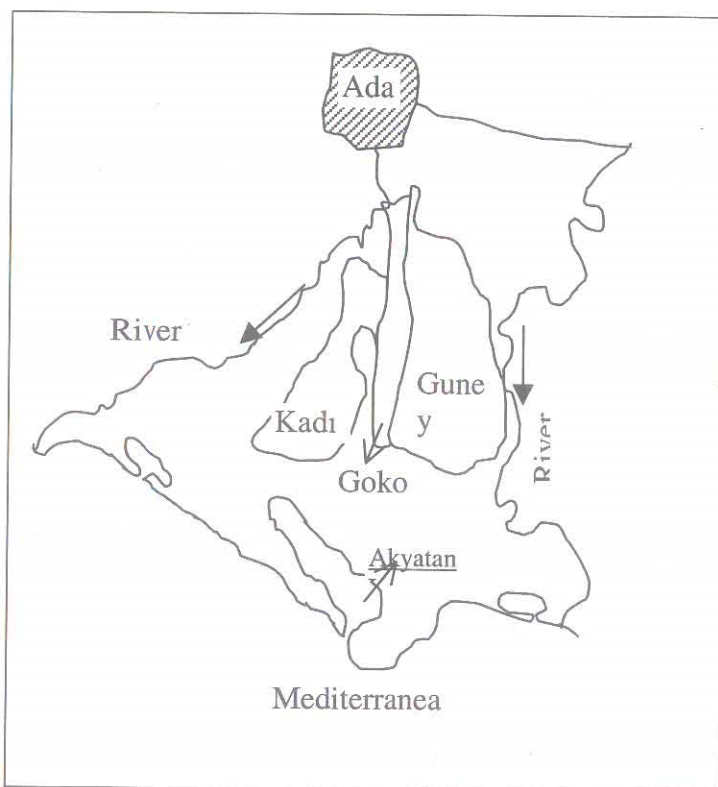 Ada
River
Gune
y
Kadı
River
Goko
Akyatan
Mediterranea